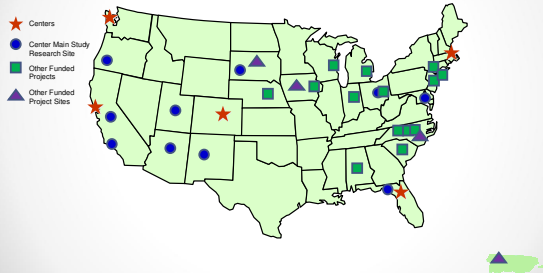 Centers
Center Main Study
Research Site
Other Funded
Projects
Other Funded
Project Sites